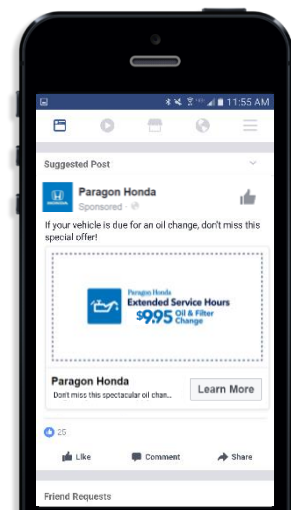 11:55 AM
Suggested Post
Paragon Honda
Sponsored ·
If your vehicle is due for an oil change, don't miss this
special offer!
Paragon Honda
Extended Service Hours
$9.95 Oil & Filter
Change
Paragon Honda
Don't miss this spectacular oil chan...
Learn More
25
Like
Comment
Share
Friend Requests